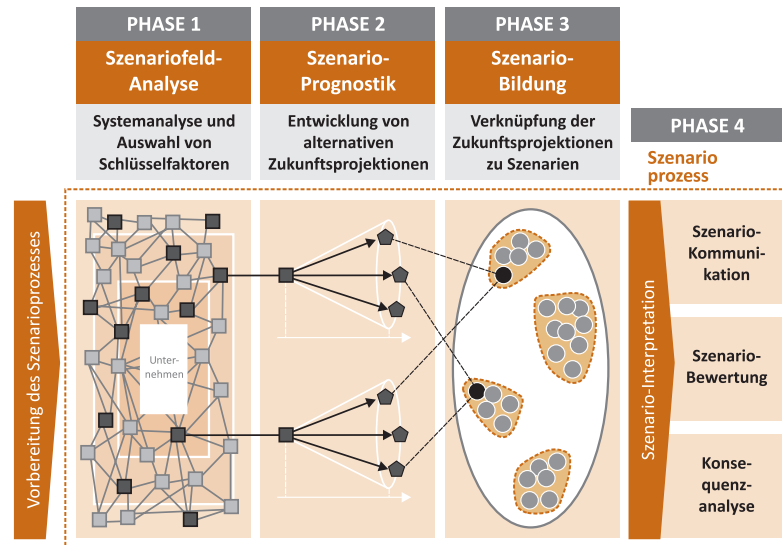 PHASE 1
Szenariofeld-
Analyse
Systemanalyse und
Auswahl von
Schlüsselfaktoren
PHASE 2
Szenario-
Prognostik
Entwicklung von
alternativen
Zukunftsprojektionen
PHASE 3
Szenario-
Bildung
Verknüpfung der
Zukunftsprojektionen
zu Szenarien
PHASE 4
Szenario
prozess
Vorbereitung des Szenarioprozesses
Unter-
nehmen
Szenario-Interpretation
Szenario-
Kommuni-
kation
Szenario-
Bewertung
Konse-
quenz-
analyse